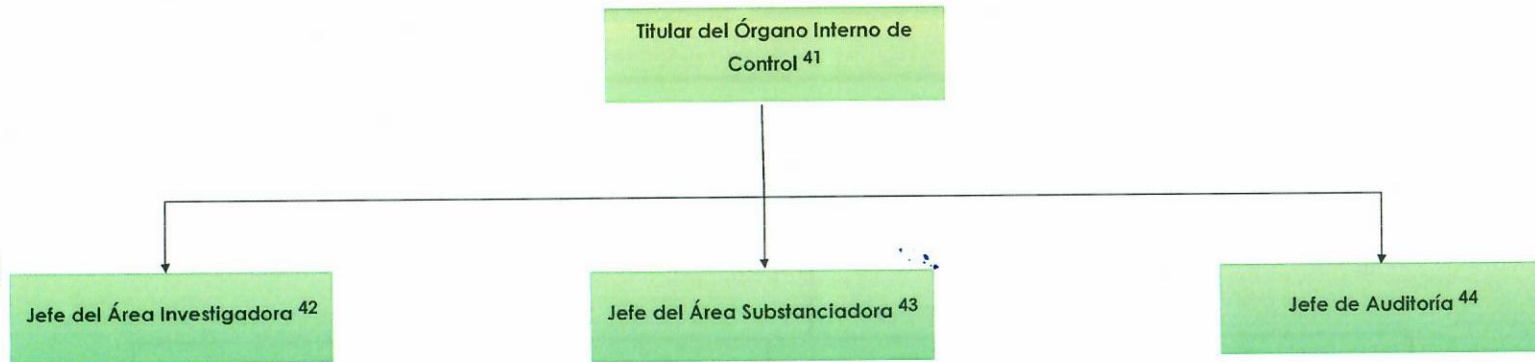 Titular del Órgano Interno de
Control 41
Jefe del Área Investigadora 42
Jefe del Área Substanciadora 43
Jefe de Auditoría 44